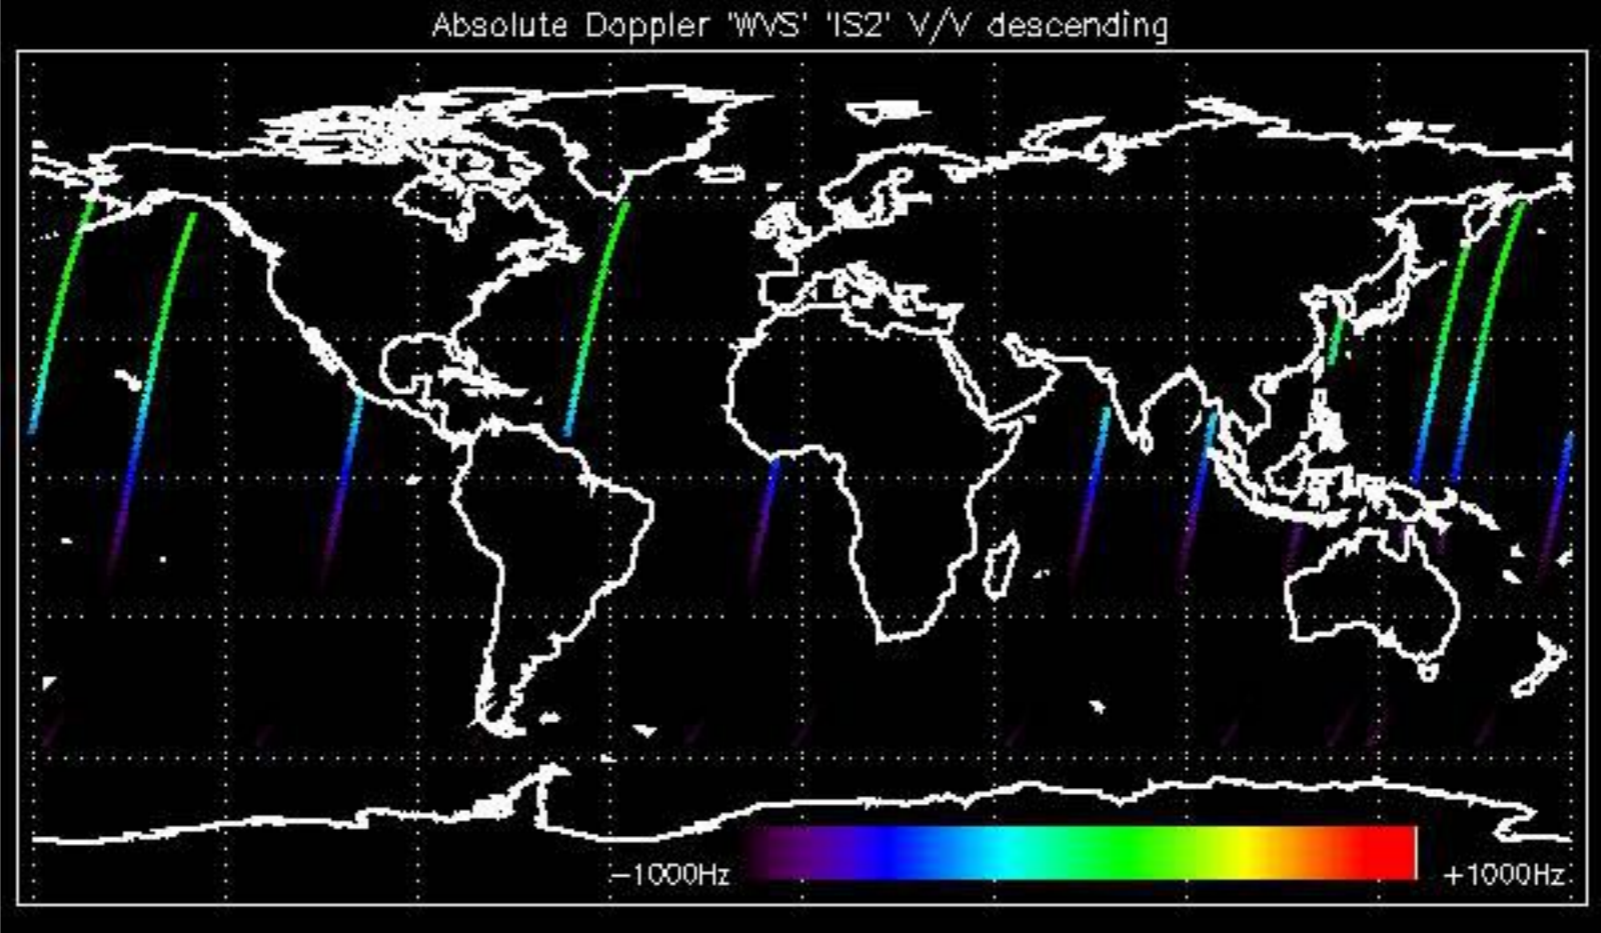 Absolute Doppler 'WVS' 'IS2' V/V descending
−1000Hz +1000Hz